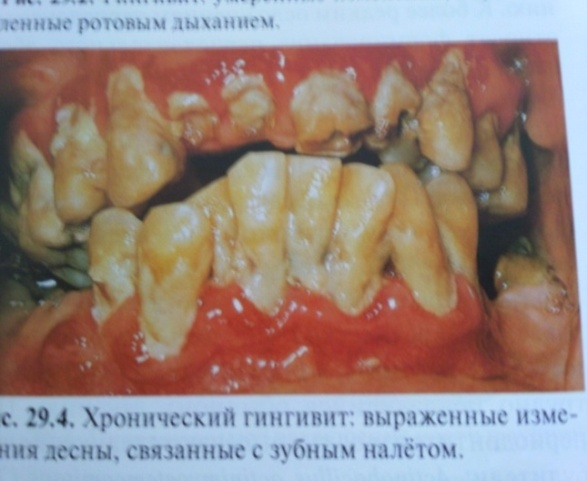 ленные ротовым дыханием.
с. 29.4. Хронический гингивит: выраженные изме-
ния десны, связанные с зубным налётом.